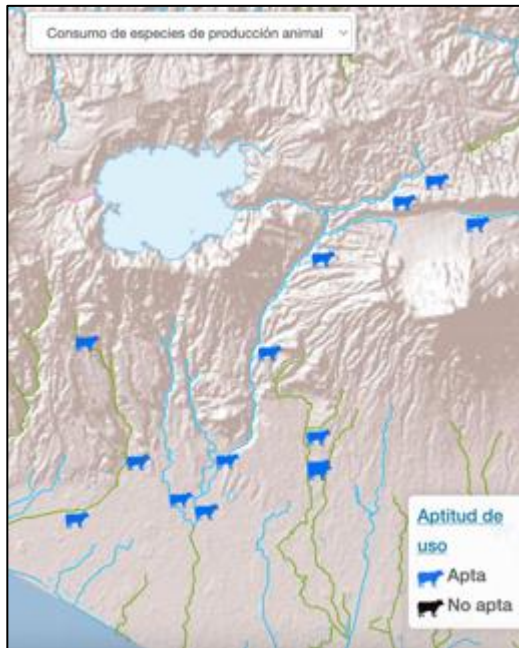 Consumo de especies de producción animal
Aptitud de
uso
Apta
No apta